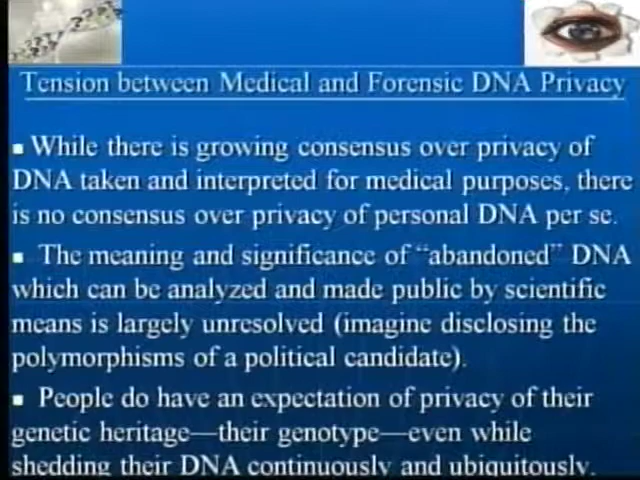 Tension between Medical and Forensic DNA Privacy
▪ While there is growing consensus over privacy of
DNA taken and interpreted for medical purposes, there
is no consensus over privacy of personal DNA per se.
▪ The meaning and significance of “abandoned” DNA
which can be analyzed and made public by scientific
means is largely unresolved (imagine disclosing the
polymorphisms of a political candidate).
▪ People do have an expectation of privacy of their
genetic heritage—their genotype—even while
shedding their DNA continuously and ubiquitously.